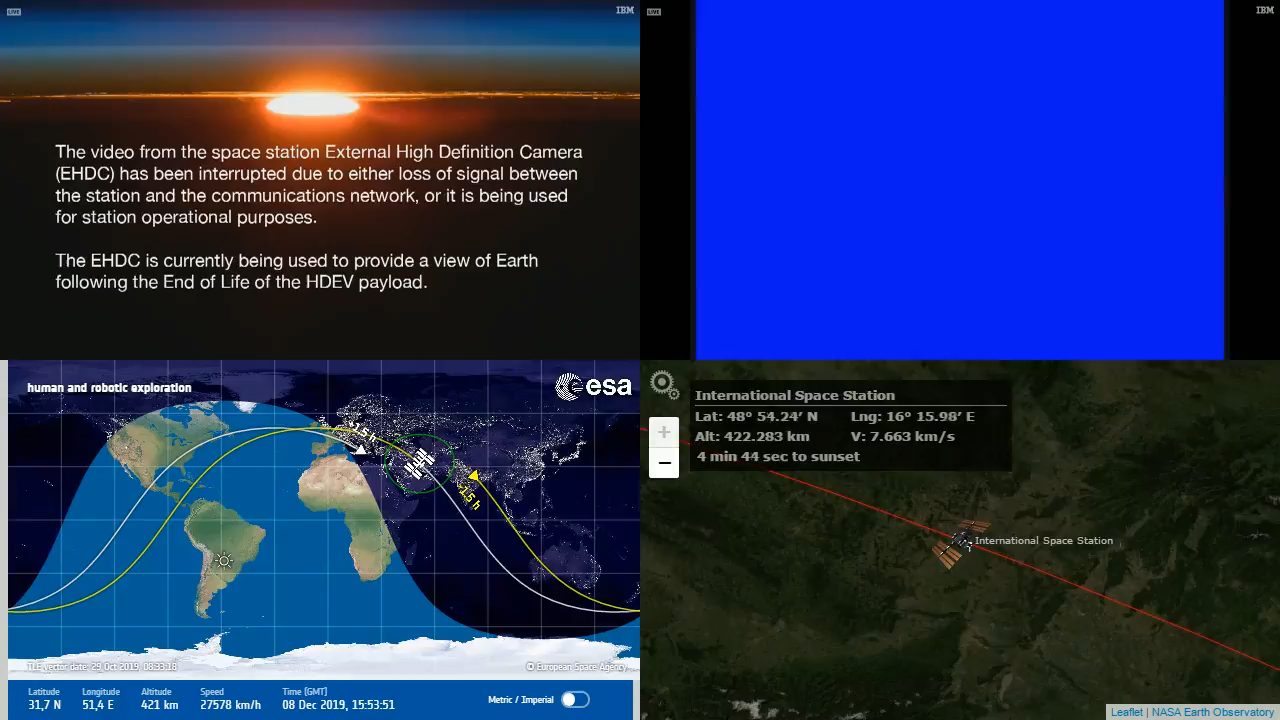 LIVE
IBM
The video from the space station External High Definition Camera
(EHDC) has been interrupted due to either loss of signal between
the station and the communications network, or it is being used
for station operational purposes.
The EHDC is currently being used to provide a view of Earth
following the End of Life of the HDEV payload.
LIVE
IBM
human and robotic exploration
esa
+1.5 h
-1.5 h
TLE vector date: 29 Oct 2019, 08:33:18
© European Space Agency
Latitude Longitude Altitude Speed Time (GMT)
31,7 N 51,4 E 421 km 27578 km/h 08 Dec 2019, 15:53:51
Metric / Imperial
International Space Station
Lat: 48° 54.24′ N Lng: 16° 15.98′ E
Alt: 422.283 km V: 7.663 km/s
4 min 44 sec to sunset
+
−
International Space Station
Leaflet | NASA Earth Observatory